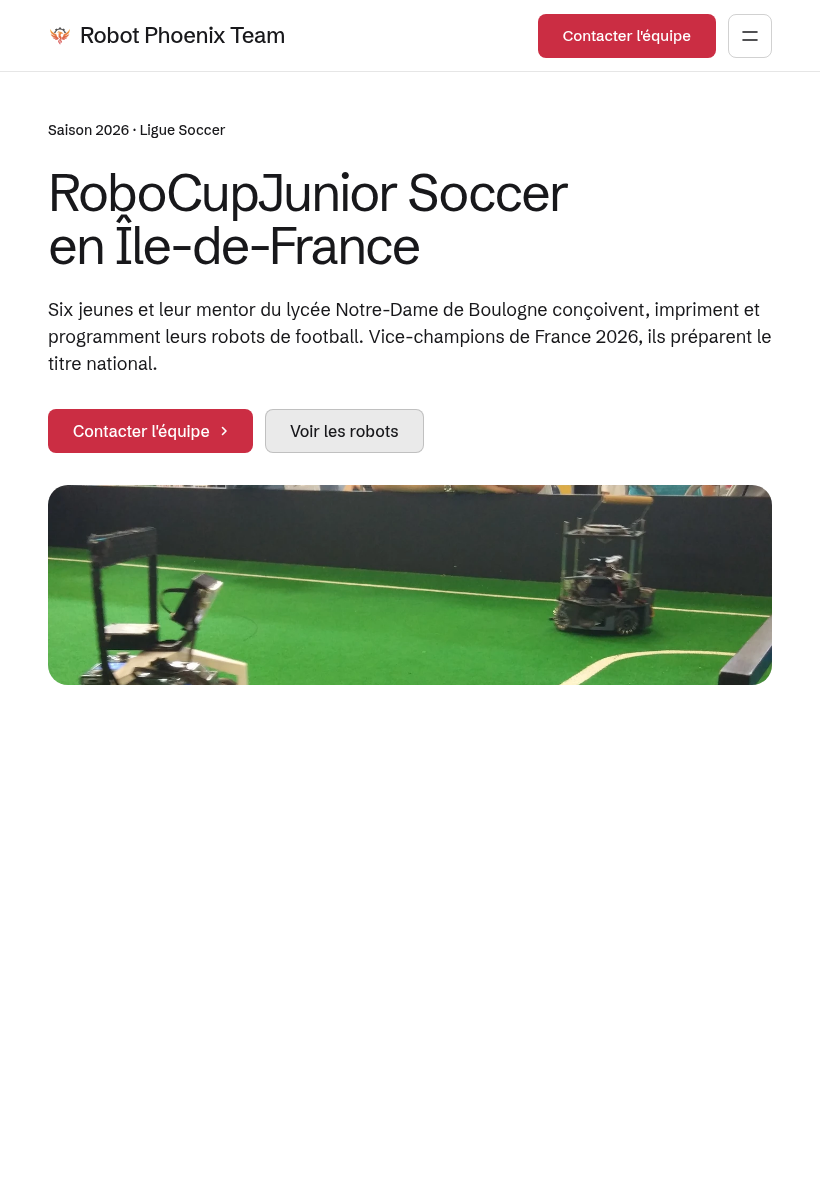 Robot Phoenix Team
Contacter l'équipe
Saison 2026 · Ligue Soccer
RoboCupJunior Soccer
en Île-de-France
Six jeunes et leur mentor du lycée Notre-Dame de Boulogne conçoivent, impriment et
programment leurs robots de football. Vice-champions de France 2026, ils préparent le
titre national.
Contacter l'équipe
Voir les robots